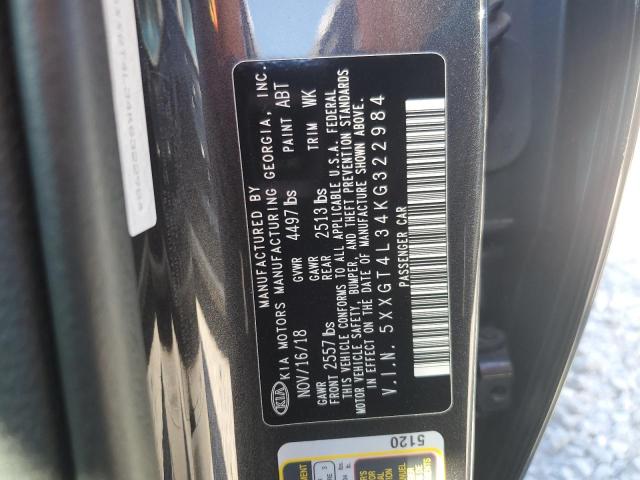 MANUFACTURED BY
KIA KIA MOTORS MANUFACTURING GEORGIA, INC.
NOV/16/18 GVWR 4497 lbs PAINT ABT
GAWR FRONT 2557 lbs GAWR REAR 2513 lbs TRIM WK
THIS VEHICLE CONFORMS TO ALL APPLICABLE U.S.A. FEDERAL
MOTOR VEHICLE SAFETY, BUMPER, AND THEFT PREVENTION STANDARDS
IN EFFECT ON THE DATE OF MANUFACTURE SHOWN ABOVE.
V.I.N. 5XXGT4L34KG322984
PASSENGER CAR
5120